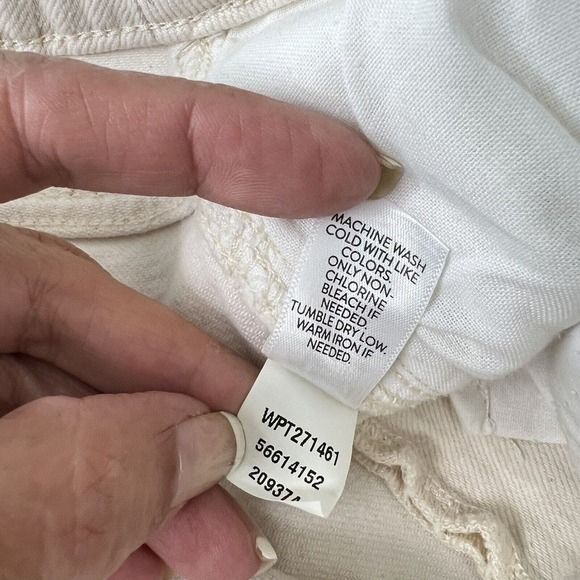 MACHINE WASH
COLD WITH LIKE
COLORS.
ONLY NON-
CHLORINE
BLEACH IF
NEEDED.
TUMBLE DRY LOW.
WARM IRON IF
NEEDED.
WPT271461
56614152
20937